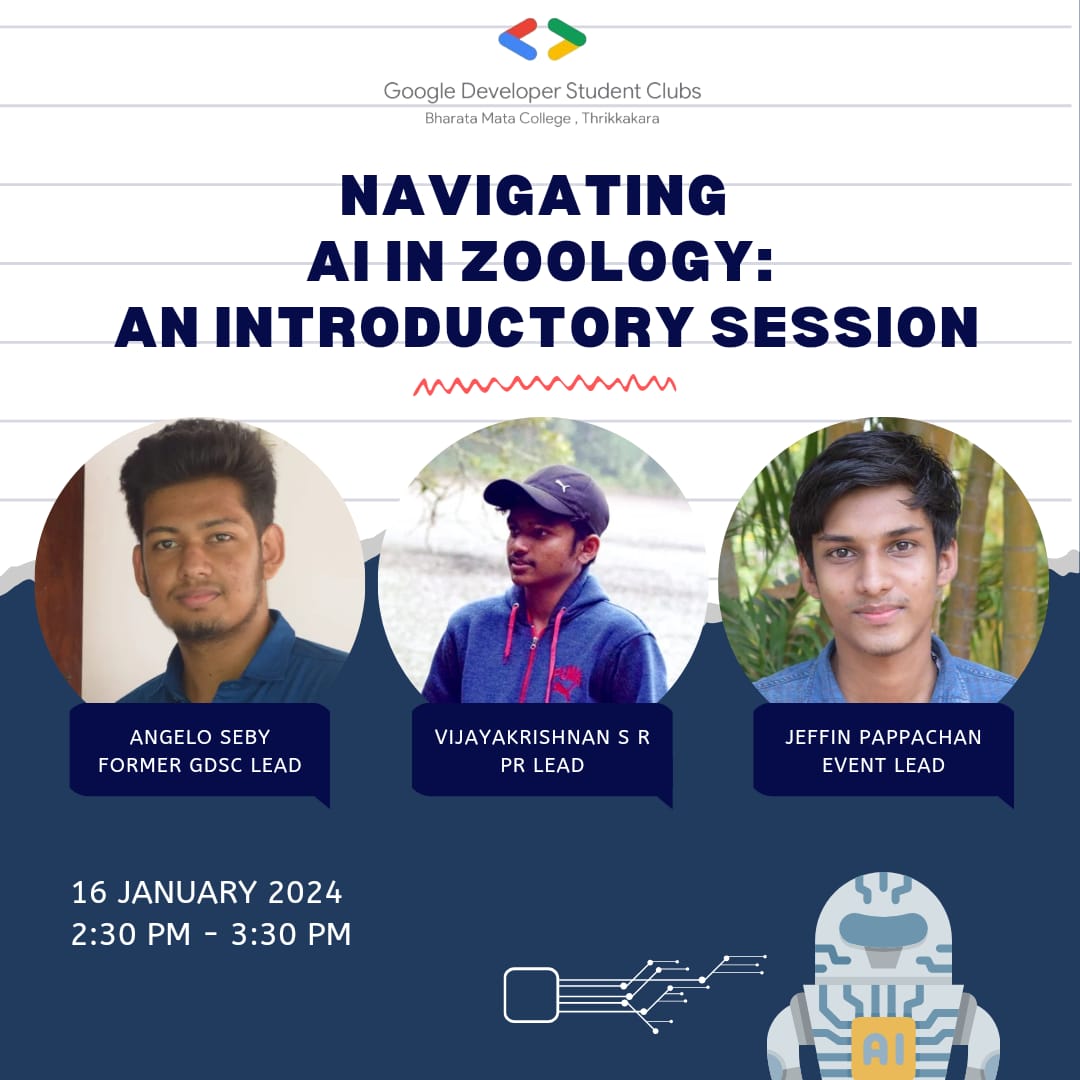 Google Developer Student Clubs
Bharata Mata College , Thrikkakara
NAVIGATING
AI IN ZOOLOGY:
AN INTRODUCTORY SESSION
ANGELO SEBY
FORMER GDSC LEAD
VIJAYAKRISHNAN S R
PR LEAD
JEFFIN PAPPACHAN
EVENT LEAD
16 JANUARY 2024
2:30 PM - 3:30 PM
AI